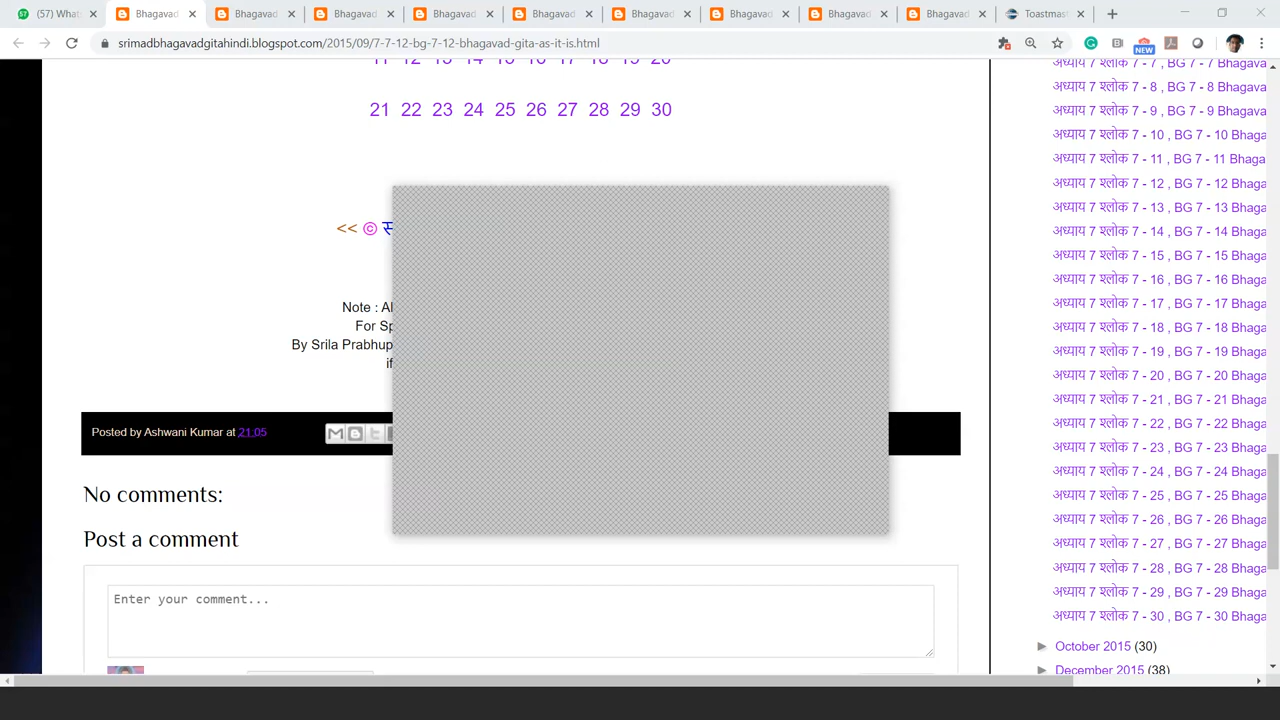 (57) What
Bhagavad
Bhagavad
Bhagavad
Bhagavad
Bhagavad
Bhagavad
Bhagavad
Bhagavad
Bhagavad
Toastmast
srimadbhagavadgitahindi.blogspot.com/2015/09/7-7-12-bg-7-12-bhagavad-gita-as-it-is.html
NEW
11 12 13 14 15 16 17 18 19 20
21 22 23 24 25 26 27 28 29 30
<< ©
Note : Al
For Sp
By Srila Prabhup
if
Posted by Ashwani Kumar at 21:05
No comments:
Post a comment
Enter your comment...
अध्याय 7 श्लोक 7 - 7 , BG 7 - 7 Bhagava
अध्याय 7 श्लोक 7 - 8 , BG 7 - 8 Bhagava
अध्याय 7 श्लोक 7 - 9 , BG 7 - 9 Bhagava
अध्याय 7 श्लोक 7 - 10 , BG 7 - 10 Bhaga
अध्याय 7 श्लोक 7 - 11 , BG 7 - 11 Bhaga
अध्याय 7 श्लोक 7 - 12 , BG 7 - 12 Bhaga
अध्याय 7 श्लोक 7 - 13 , BG 7 - 13 Bhaga
अध्याय 7 श्लोक 7 - 14 , BG 7 - 14 Bhaga
अध्याय 7 श्लोक 7 - 15 , BG 7 - 15 Bhaga
अध्याय 7 श्लोक 7 - 16 , BG 7 - 16 Bhaga
अध्याय 7 श्लोक 7 - 17 , BG 7 - 17 Bhaga
अध्याय 7 श्लोक 7 - 18 , BG 7 - 18 Bhaga
अध्याय 7 श्लोक 7 - 19 , BG 7 - 19 Bhaga
अध्याय 7 श्लोक 7 - 20 , BG 7 - 20 Bhaga
अध्याय 7 श्लोक 7 - 21 , BG 7 - 21 Bhaga
अध्याय 7 श्लोक 7 - 22 , BG 7 - 22 Bhaga
अध्याय 7 श्लोक 7 - 23 , BG 7 - 23 Bhaga
अध्याय 7 श्लोक 7 - 24 , BG 7 - 24 Bhaga
अध्याय 7 श्लोक 7 - 25 , BG 7 - 25 Bhaga
अध्याय 7 श्लोक 7 - 26 , BG 7 - 26 Bhaga
अध्याय 7 श्लोक 7 - 27 , BG 7 - 27 Bhaga
अध्याय 7 श्लोक 7 - 28 , BG 7 - 28 Bhaga
अध्याय 7 श्लोक 7 - 29 , BG 7 - 29 Bhaga
अध्याय 7 श्लोक 7 - 30 , BG 7 - 30 Bhaga
October 2015 (30)
December 2015 (38)